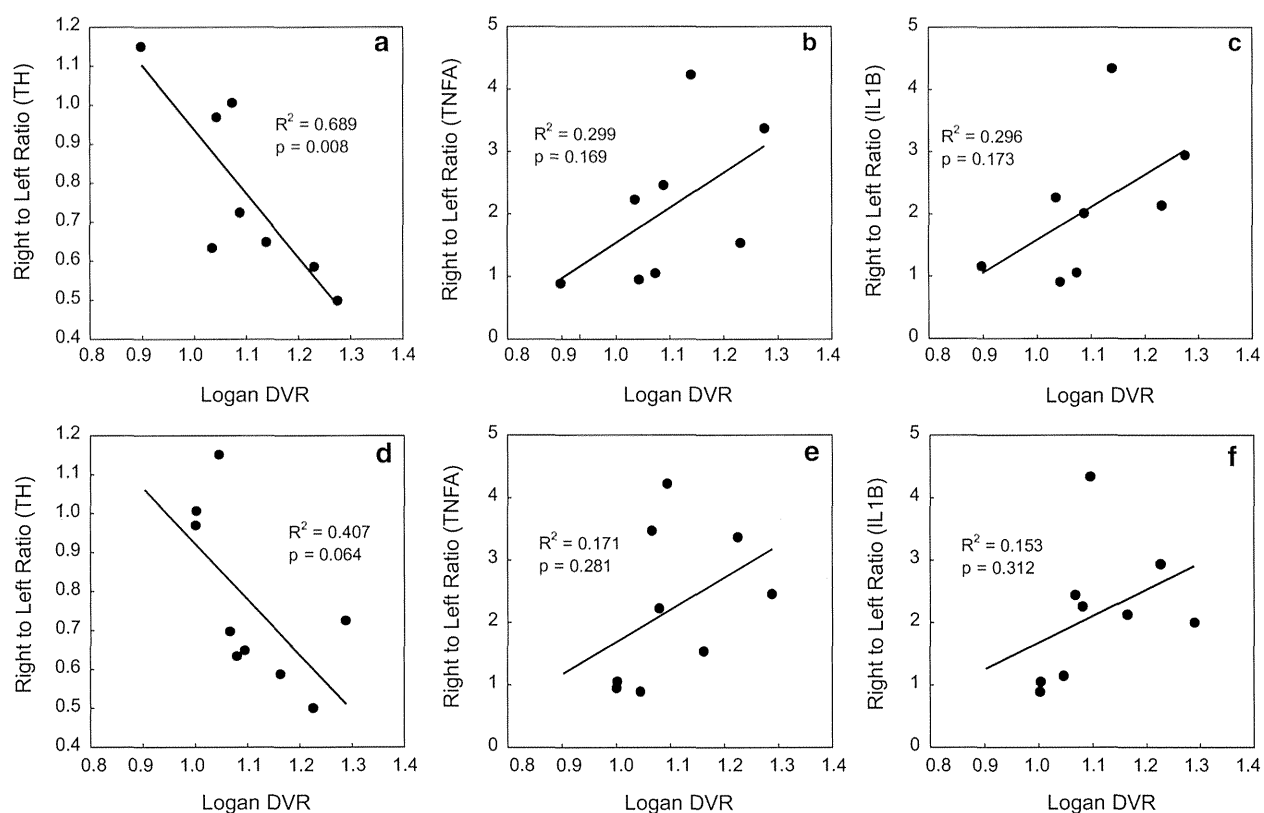 a
Right to Left Ratio (TH)
1.2
1.1
1.0
0.9
0.8
0.7
0.6
0.5
0.4
R² = 0.689
p = 0.008
0.8 0.9 1.0 1.1 1.2 1.3 1.4
Logan DVR
b
Right to Left Ratio (TNFA)
5
4
3
2
1
0
R² = 0.299
p = 0.169
0.8 0.9 1.0 1.1 1.2 1.3 1.4
Logan DVR
c
Right to Left Ratio (IL1B)
5
4
3
2
1
0
R² = 0.296
p = 0.173
0.8 0.9 1.0 1.1 1.2 1.3 1.4
Logan DVR
d
Right to Left Ratio (TH)
1.2
1.1
1.0
0.9
0.8
0.7
0.6
0.5
0.4
R² = 0.407
p = 0.064
0.8 0.9 1.0 1.1 1.2 1.3 1.4
Logan DVR
e
Right to Left Ratio (TNFA)
5
4
3
2
1
0
R² = 0.171
p = 0.281
0.8 0.9 1.0 1.1 1.2 1.3 1.4
Logan DVR
f
Right to Left Ratio (IL1B)
5
4
3
2
1
0
R² = 0.153
p = 0.312
0.8 0.9 1.0 1.1 1.2 1.3 1.4
Logan DVR